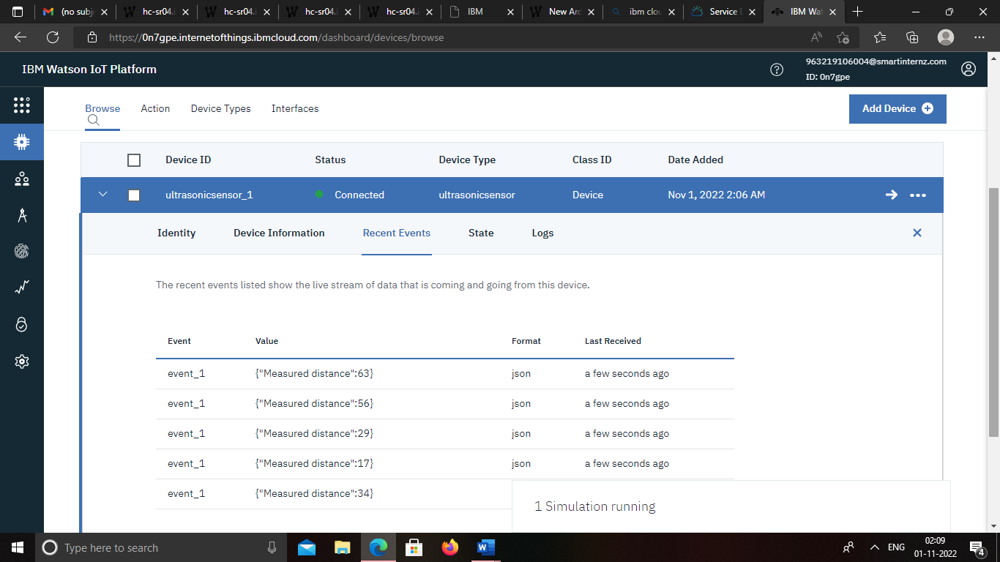 (no subj
hc-sr04.i
hc-sr04.i
hc-sr04.i
hc-sr04.i
IBM
New Arc
ibm clou
Service D
IBM Wat
https://0n7gpe.internetofthings.ibmcloud.com/dashboard/devices/browse
IBM Watson IoT Platform
963219106004@smartinternz.com
ID: 0n7gpe
Browse Action Device Types Interfaces
Add Device
Device ID Status Device Type Class ID Date Added
ultrasonicsensor_1 Connected ultrasonicsensor Device Nov 1, 2022 2:06 AM
Identity Device Information Recent Events State Logs
The recent events listed show the live stream of data that is coming and going from this device.
Event Value Format Last Received
event_1 {"Measured distance":63} json a few seconds ago
event_1 {"Measured distance":56} json a few seconds ago
event_1 {"Measured distance":29} json a few seconds ago
event_1 {"Measured distance":17} json a few seconds ago
event_1 {"Measured distance":34}
1 Simulation running
Type here to search
ENG
02:09
01-11-2022
4